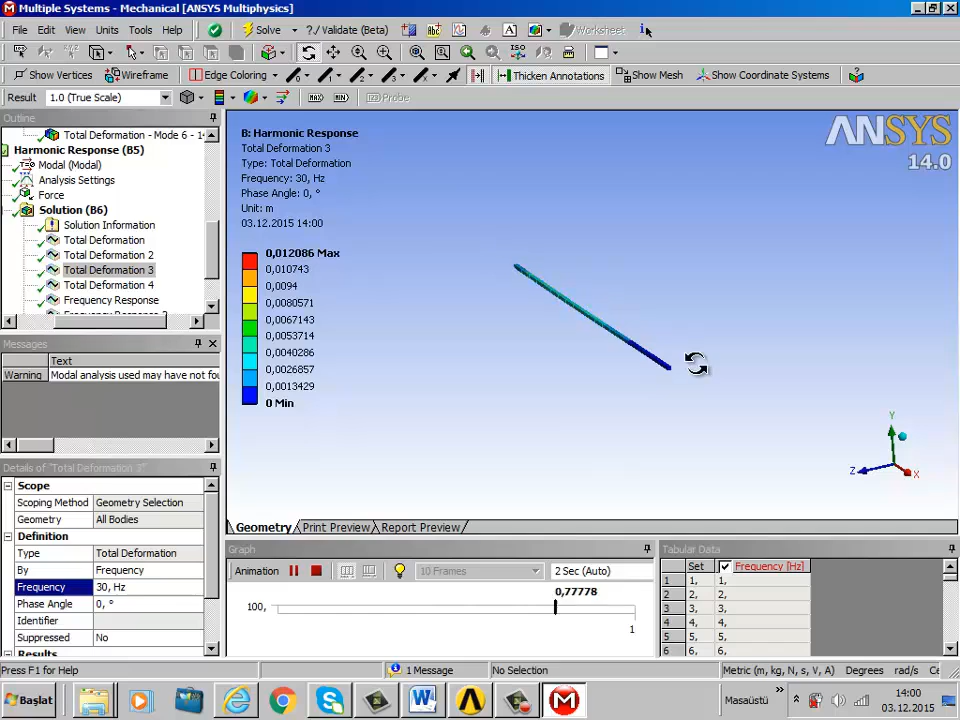 Multiple Systems - Mechanical [ANSYS Multiphysics]
File Edit View Units Tools Help Solve ?/ Validate (Beta) A Worksheet i
Show Vertices Wireframe Edge Coloring Thicken Annotations Show Mesh Show Coordinate Systems
Result 1.0 (True Scale) MAX MIN Probe
Outline
Total Deformation - Mode 6 - 14
Harmonic Response (B5)
Modal (Modal)
Analysis Settings
Force
Solution (B6)
Solution Information
Total Deformation
Total Deformation 2
Total Deformation 3
Total Deformation 4
Frequency Response
Frequency Response 2
Messages
Text
Warning Modal analysis used may have not fou
Details of "Total Deformation 3"
Scope
Scoping Method Geometry Selection
Geometry All Bodies
Definition
Type Total Deformation
By Frequency
Frequency 30, Hz
Phase Angle 0, °
Identifier
Suppressed No
Results
B: Harmonic Response
Total Deformation 3
Type: Total Deformation
Frequency: 30, Hz
Phase Angle: 0, °
Unit: m
03.12.2015 14:00
0,012086 Max
0,010743
0,0094
0,0080571
0,0067143
0,0053714
0,0040286
0,0026857
0,0013429
0 Min
ANSYS
14.0
Y
Z
X
Geometry Print Preview Report Preview
Graph
Animation 10 Frames 2 Sec (Auto)
0,77778
100,
1
Tabular Data
Set Frequency [Hz]
1 1, 1,
2 2, 2,
3 3, 3,
4 4, 4,
5 5, 5,
6 6, 6,
Press F1 for Help 1 Message No Selection Metric (m, kg, N, s, V, A) Degrees rad/s Ce
Başlat Masaüstü 14:00
03.12.2015